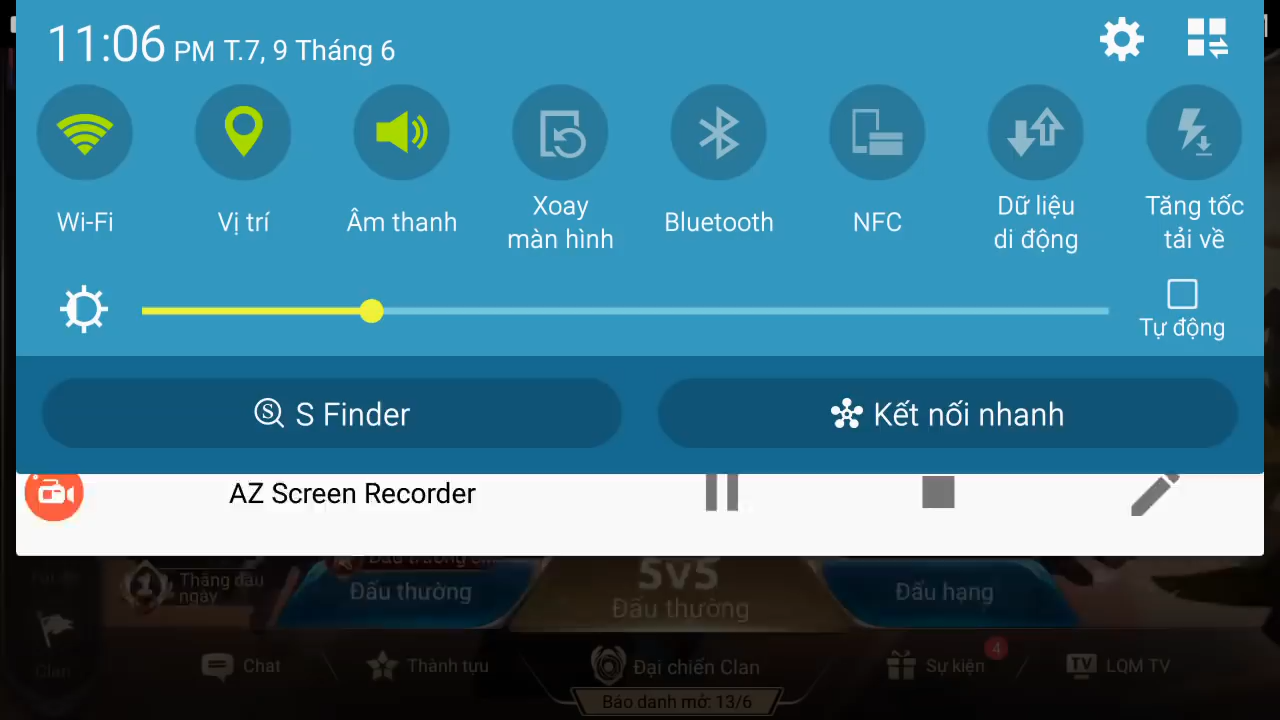 11:06 PM T.7, 9 Tháng 6
Wi-Fi
Vị trí
Âm thanh
Xoay
màn hình
Bluetooth
NFC
Dữ liệu
di động
Tăng tốc
tải về
Tự động
S Finder
Kết nối nhanh
AZ Screen Recorder
Thắng đầu
ngày
Đấu thường
5v5
Đấu thường
Đấu hạng
Clan
Chat
Thành tựu
Đại chiến Clan
Sự kiện
4
TV
LQM TV
Báo danh mở: 13/6